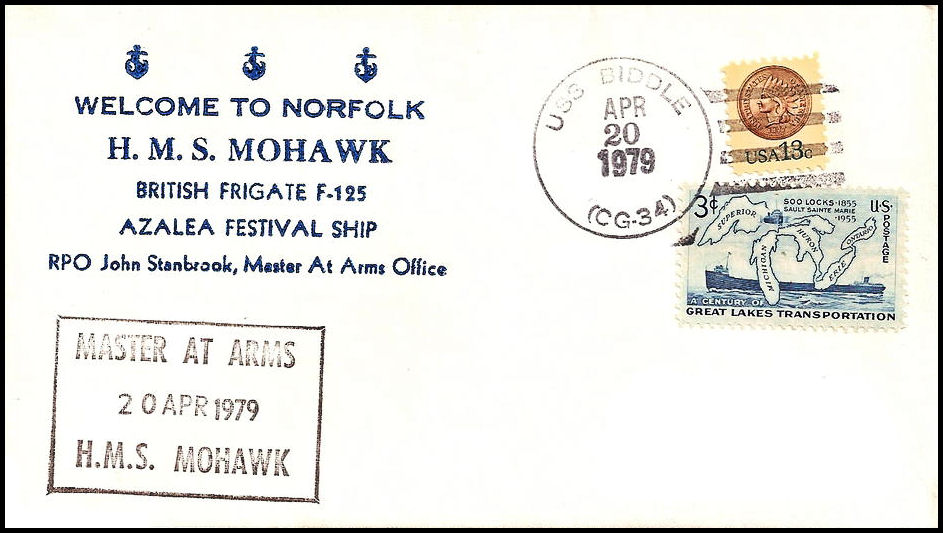 WELCOME TO NORFOLK
H. M. S. MOHAWK
BRITISH FRIGATE F-125
AZALEA FESTIVAL SHIP
RPO John Stanbrook, Master At Arms Office
MASTER AT ARMS
20 APR 1979
H.M.S. MOHAWK
USS BIDDLE
APR
20
1979
(CG-34)
USA 13c
3¢
SOO LOCKS·1855
SAULT SAINTE MARIE
·1955
U.S.
POSTAGE
SUPERIOR
MICHIGAN
HURON
ONTARIO
ERIE
A CENTURY OF
GREAT LAKES TRANSPORTATION